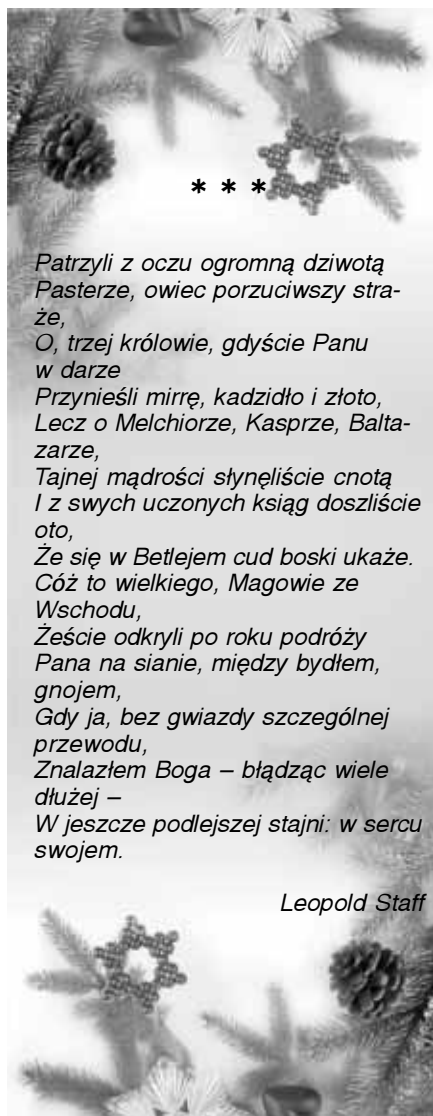 * * *
Patrzyli z oczu ogromną dziwotą
Pasterze, owiec porzuciwszy stra-
że,
O, trzej królowie, gdyście Panu
w darze
Przynieśli mirrę, kadzidło i złoto,
Lecz o Melchiorze, Kasprze, Balta-
zarze,
Tajnej mądrości słynęliście cnotą
I z swych uczonych ksiąg doszliście
oto,
Że się w Betlejem cud boski ukaże.
Cóż to wielkiego, Magowie ze
Wschodu,
Żeście odkryli po roku podróży
Pana na sianie, między bydłem,
gnojem,
Gdy ja, bez gwiazdy szczególnej
przewodu,
Znalazłem Boga – błądząc wiele
dłużej –
W jeszcze podlejszej stajni: w sercu
swojem.
Leopold Staff